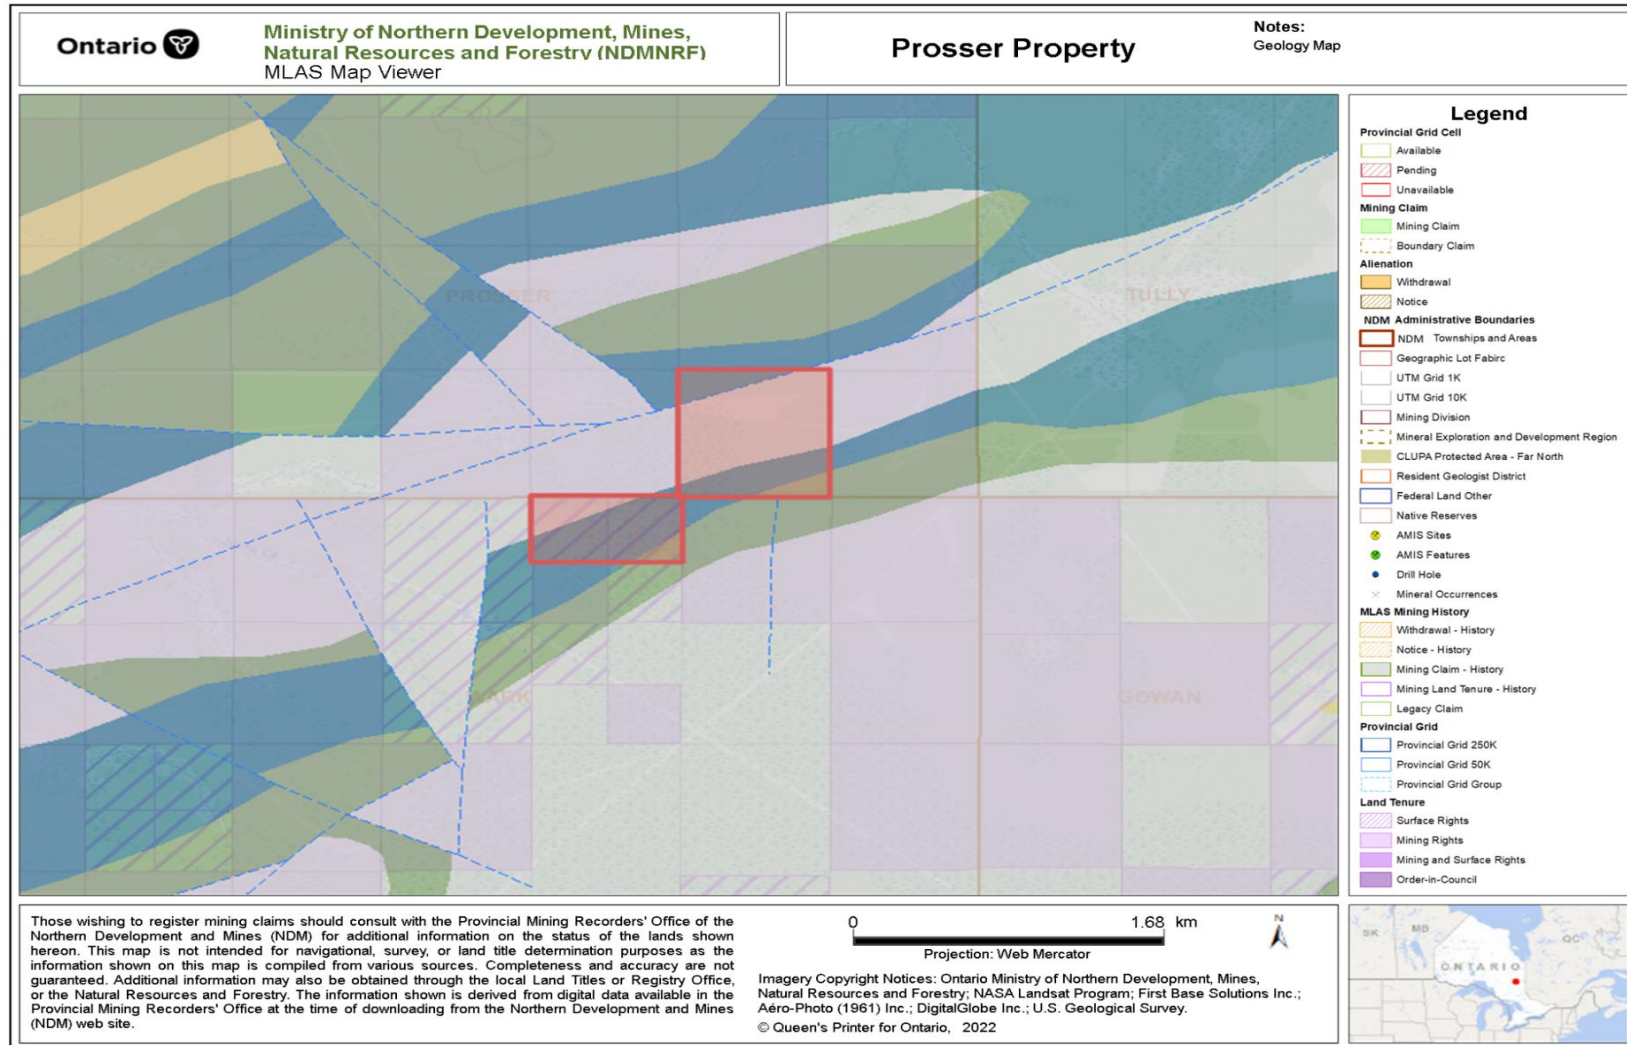 Ontario
Ministry of Northern Development, Mines,
Natural Resources and Forestry (NDMNRF)
MLAS Map Viewer
Prosser Property
Notes:
Geology Map
PROSSER
TULLY
WARK
GOWAN
Legend
Provincial Grid Cell
Available
Pending
Unavailable
Mining Claim
Mining Claim
Boundary Claim
Alienation
Withdrawal
Notice
NDM Administrative Boundaries
NDM Townships and Areas
Geographic Lot Fabirc
UTM Grid 1K
UTM Grid 10K
Mining Division
Mineral Exploration and Development Region
CLUPA Protected Area - Far North
Resident Geologist District
Federal Land Other
Native Reserves
AMIS Sites
AMIS Features
Drill Hole
Mineral Occurrences
MLAS Mining History
Withdrawal - History
Notice - History
Mining Claim - History
Mining Land Tenure - History
Legacy Claim
Provincial Grid
Provincial Grid 250K
Provincial Grid 50K
Provincial Grid Group
Land Tenure
Surface Rights
Mining Rights
Mining and Surface Rights
Order-in-Council
Those wishing to register mining claims should consult with the Provincial Mining Recorders' Office of the
Northern Development and Mines (NDM) for additional information on the status of the lands shown
hereon. This map is not intended for navigational, survey, or land title determination purposes as the
information shown on this map is compiled from various sources. Completeness and accuracy are not
guaranteed. Additional information may also be obtained through the local Land Titles or Registry Office,
or the Natural Resources and Forestry. The information shown is derived from digital data available in the
Provincial Mining Recorders' Office at the time of downloading from the Northern Development and Mines
(NDM) web site.
0 1.68 km
Projection: Web Mercator
N
Imagery Copyright Notices: Ontario Ministry of Northern Development, Mines,
Natural Resources and Forestry; NASA Landsat Program; First Base Solutions Inc.;
Aéro-Photo (1961) Inc.; DigitalGlobe Inc.; U.S. Geological Survey.
© Queen's Printer for Ontario, 2022
SK
MB
ONTARIO
QC